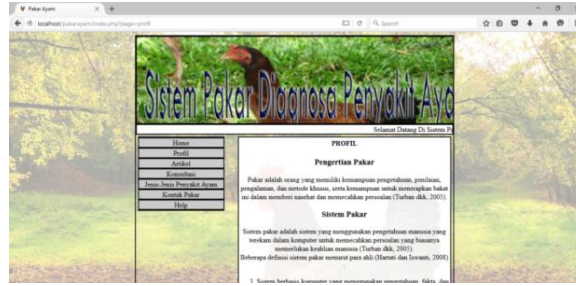 Pakar Ayam
localhost/pakarayam/index.php?page=profil
Search
Sistem Pakar Diagnosa Penyakit Aya
Selamat Datang Di Sistem P
Home
Profil
Artikel
Konsultasi
Jenis-Jenis Penyakit Ayam
Kontak Pakar
Help
PROFIL
Pengertian Pakar
Pakar adalah orang yang memiliki kemampuan pengetahuan, penilaian,
pengalaman, dan metode khusus, serta kemampuan untuk menerapkan bakat
ini dalam memberi nasehat dan memecahkan persoalan (Turban dkk, 2005).
Sistem Pakar
Sistem pakar adalah sistem yang menggunakan pengetahuan manusia yang
terekam dalam komputer untuk memecahkan persoalan yang biasanya
memerlukan keahlian manusia (Turban dkk, 2005).
Beberapa definisi sistem pakar menurut para ahli (Hartati dan Iswanti, 2008)
1. Sistem berbasis komputer yang menggunakan pengetahuan, fakta, dan